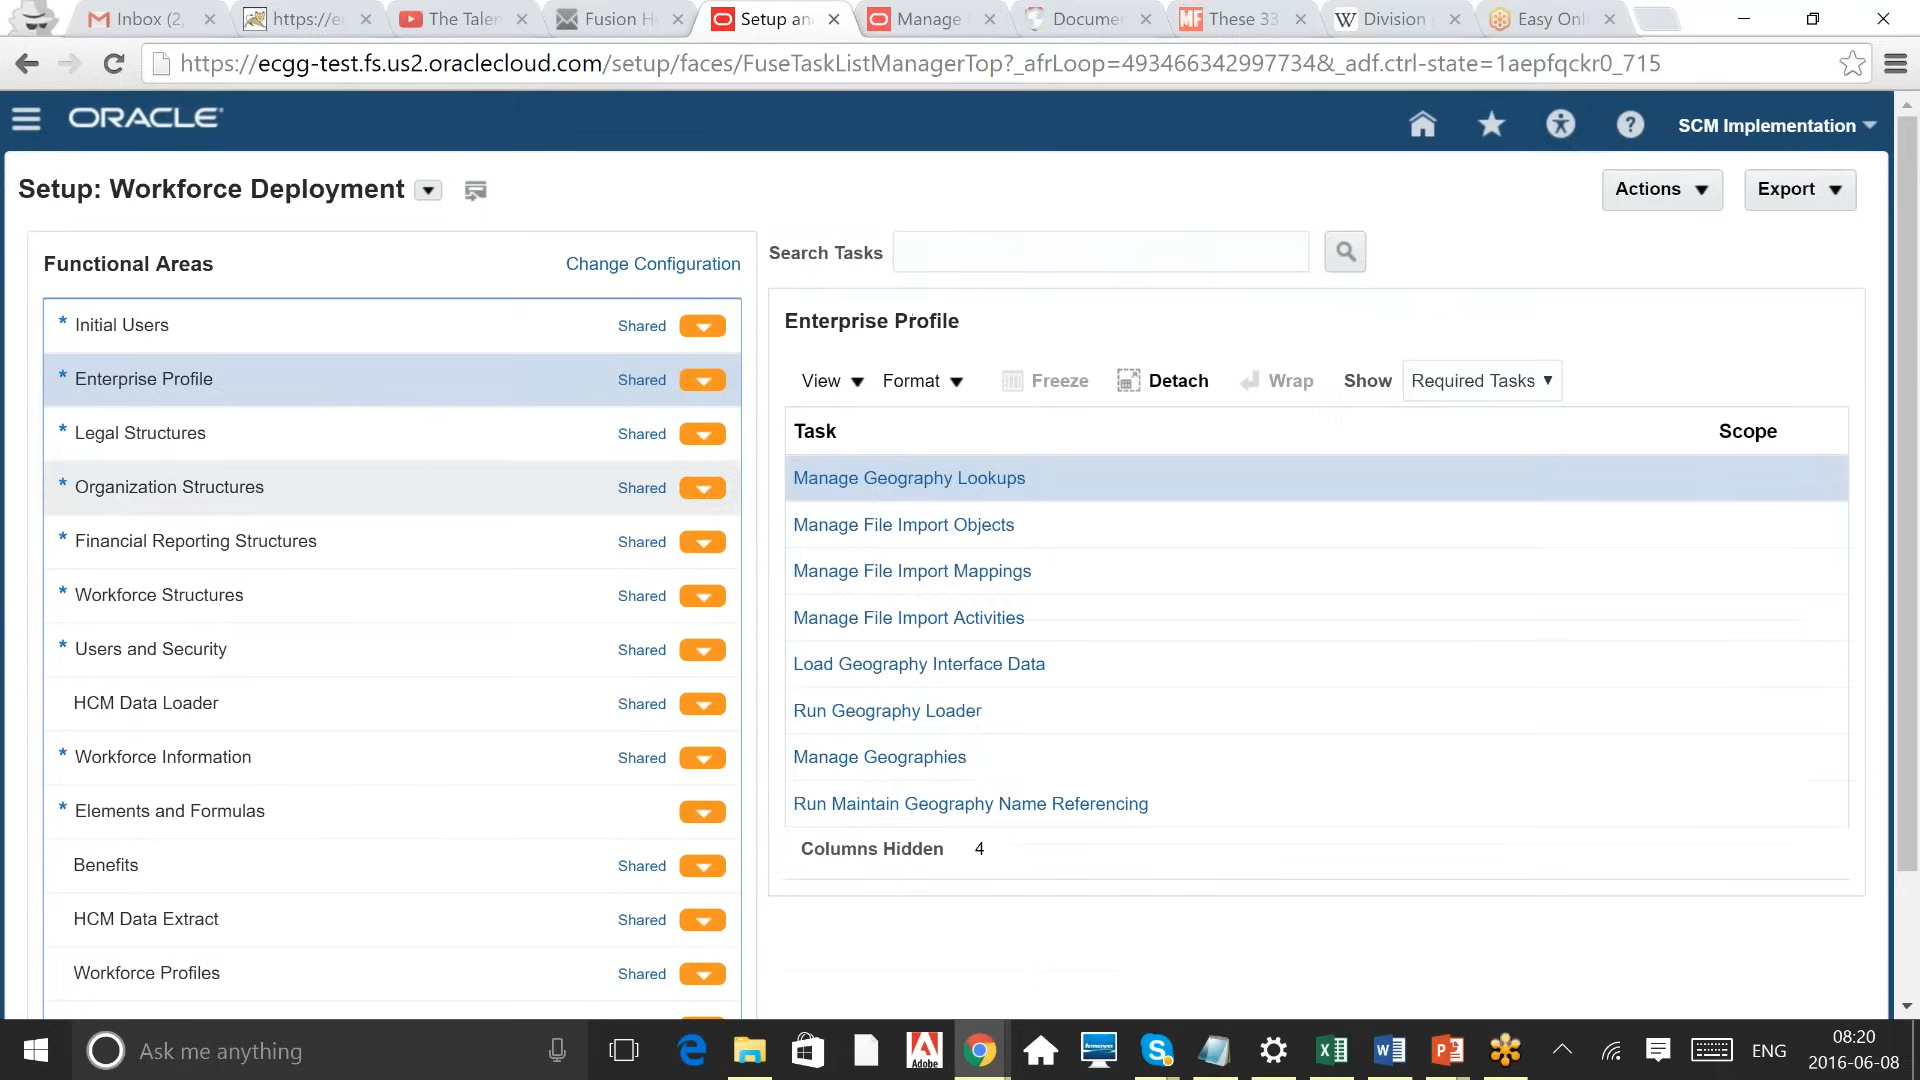 Inbox (2,
https://e
The Talen
Fusion H
Setup an
Manage
Docume
These 33
Division
Easy Onl
https://ecgg-test.fs.us2.oraclecloud.com/setup/faces/FuseTaskListManagerTop?_afrLoop=493466342997734&_adf.ctrl-state=1aepfqckr0_715
ORACLE
SCM Implementation
Setup: Workforce Deployment
Actions
Export
Functional Areas
Change Configuration
Search Tasks
* Initial Users Shared
* Enterprise Profile Shared
* Legal Structures Shared
* Organization Structures Shared
* Financial Reporting Structures Shared
* Workforce Structures Shared
* Users and Security Shared
HCM Data Loader Shared
* Workforce Information Shared
* Elements and Formulas
Benefits Shared
HCM Data Extract Shared
Workforce Profiles Shared
Enterprise Profile
View Format Freeze Detach Wrap Show Required Tasks
Task Scope
Manage Geography Lookups
Manage File Import Objects
Manage File Import Mappings
Manage File Import Activities
Load Geography Interface Data
Run Geography Loader
Manage Geographies
Run Maintain Geography Name Referencing
Columns Hidden 4
Ask me anything
Adobe
lenovo
ENG
08:20
2016-06-08